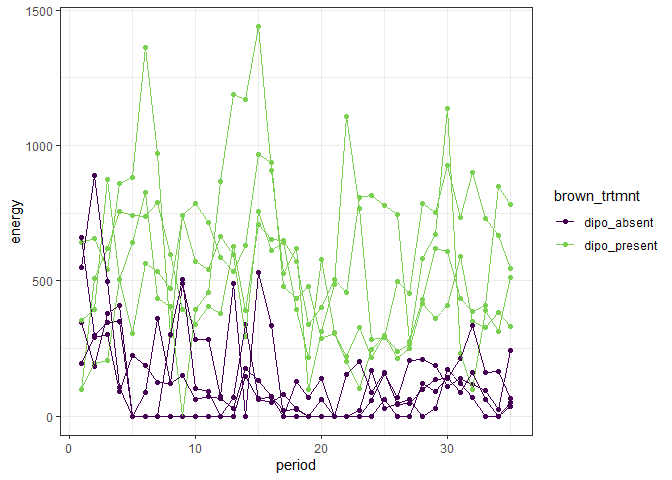 1500
1000
500
0
energy
0
10
20
30
period
brown_trtmnt
dipo_absent
dipo_present